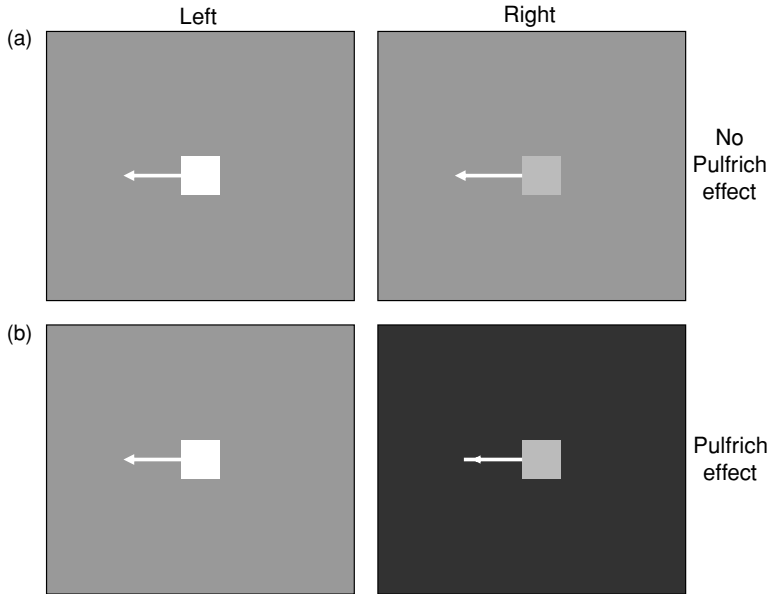 Left
Right
(a)
No
Pulfrich
effect
(b)
Pulfrich
effect